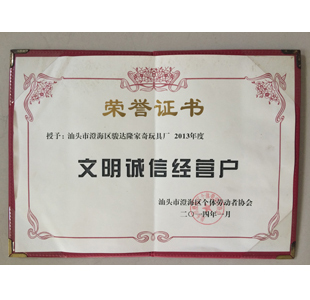 荣誉证书
授予：汕头市澄海区骏达隆家奇玩具厂 2013年度
文明诚信经营户
汕头市澄海区个体劳动者协会
二〇一四年一月